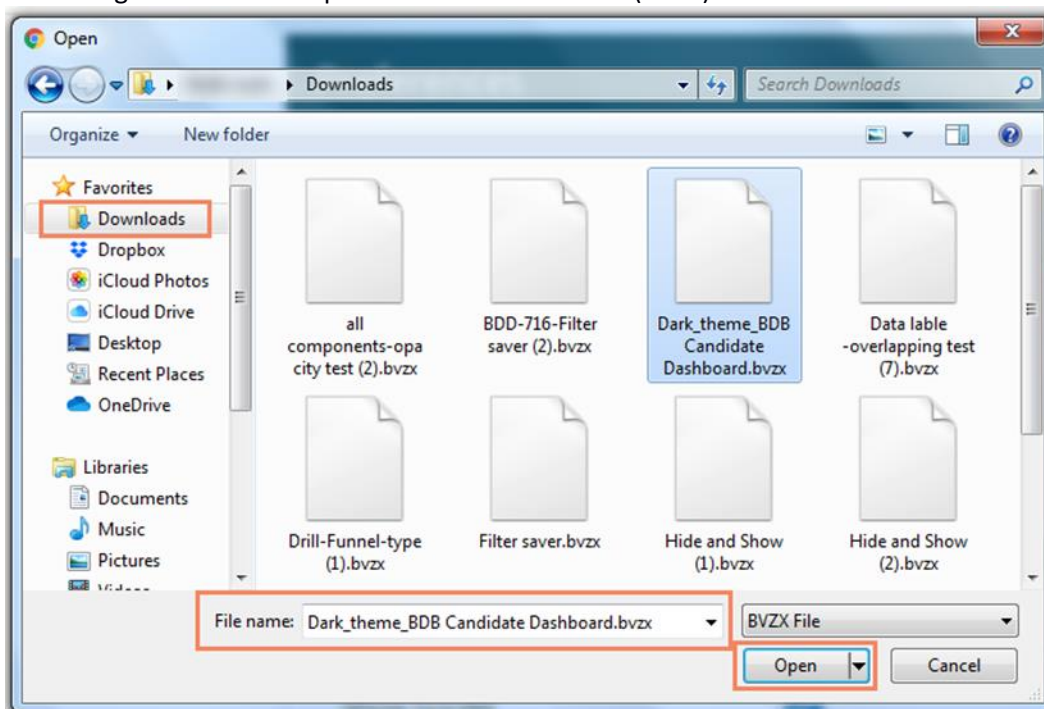 Open
Downloads
Search Downloads
Organize
New folder
Favorites
Downloads
Dropbox
iCloud Photos
iCloud Drive
Desktop
Recent Places
OneDrive
Libraries
Documents
Music
Pictures
all
components-opa
city test (2).bvzx
BDD-716-Filter
saver (2).bvzx
Dark_theme_BDB
Candidate
Dashboard.bvzx
Data lable
-overlapping test
(7).bvzx
Drill-Funnel-type
(1).bvzx
Filter saver.bvzx
Hide and Show
(1).bvzx
Hide and Show
(2).bvzx
File name: Dark_theme_BDB Candidate Dashboard.bvzx
BVZX File
Open
Cancel